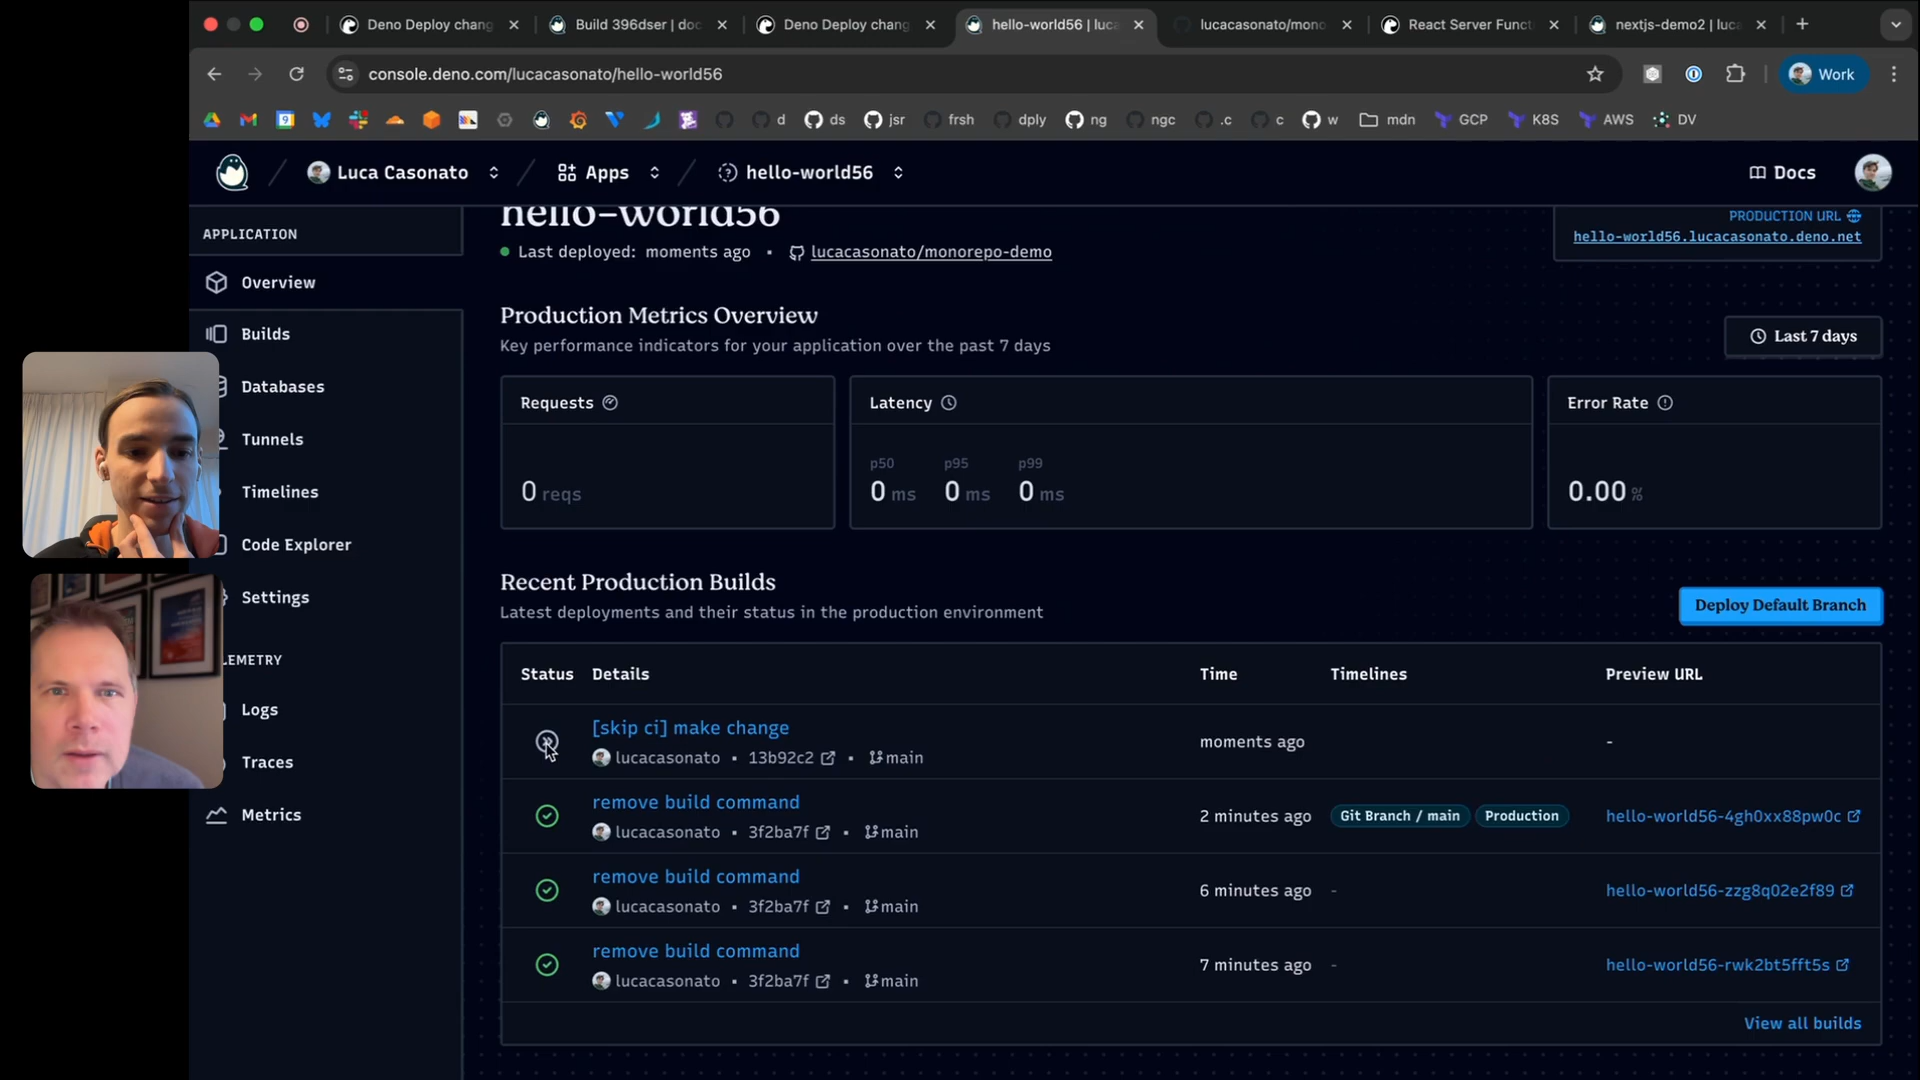 Deno Deploy chang
Build 396dser | doc
Deno Deploy chang
hello-world56 | luca
lucacasonato/mono
React Server Funct
nextjs-demo2 | luc
console.deno.com/lucacasonato/hello-world56
Work
d
ds
jsr
frsh
dply
ng
ngc
.c
c
w
mdn
GCP
K8S
AWS
DV
Luca Casonato
Apps
hello-world56
Docs
APPLICATION
Overview
Builds
Databases
Tunnels
Timelines
Code Explorer
Settings
LEMETRY
Logs
Traces
Metrics
hello-world56
Last deployed: moments ago
lucacasonato/monorepo-demo
PRODUCTION URL
hello-world56.lucacasonato.deno.net
Production Metrics Overview
Key performance indicators for your application over the past 7 days
Last 7 days
Requests
0 reqs
Latency
p50 p95 p99
0 ms 0 ms 0 ms
Error Rate
0.00 %
Recent Production Builds
Latest deployments and their status in the production environment
Deploy Default Branch
Status Details Time Timelines Preview URL
[skip ci] make change
lucacasonato • 13b92c2 • main
moments ago
-
remove build command
lucacasonato • 3f2ba7f • main
2 minutes ago
Git Branch / main Production
hello-world56-4gh0xx88pw0c
remove build command
lucacasonato • 3f2ba7f • main
6 minutes ago
-
hello-world56-zzg8q02e2f89
remove build command
lucacasonato • 3f2ba7f • main
7 minutes ago
-
hello-world56-rwk2bt5fft5s
View all builds